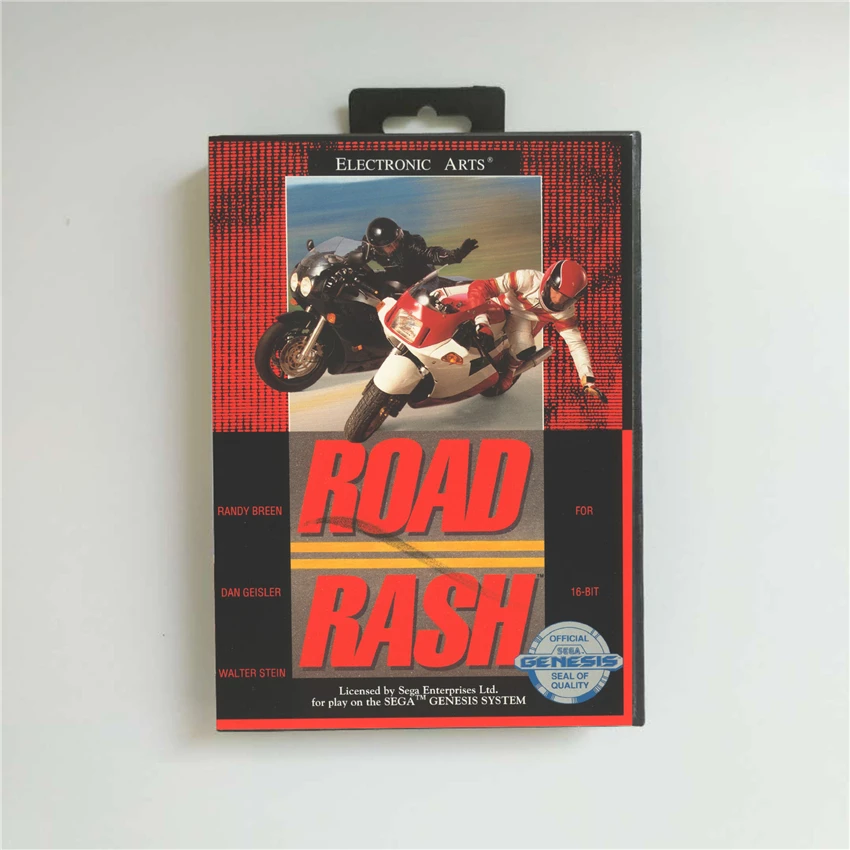 ELECTRONIC ARTS®
ROAD
RANDY BREEN
FOR
DAN GEISLER
16-BIT
RASH™
WALTER STEIN
OFFICIAL
SEGA
GENESIS
SEAL OF
QUALITY
Licensed by Sega Enterprises Ltd.
for play on the SEGA™ GENESIS SYSTEM